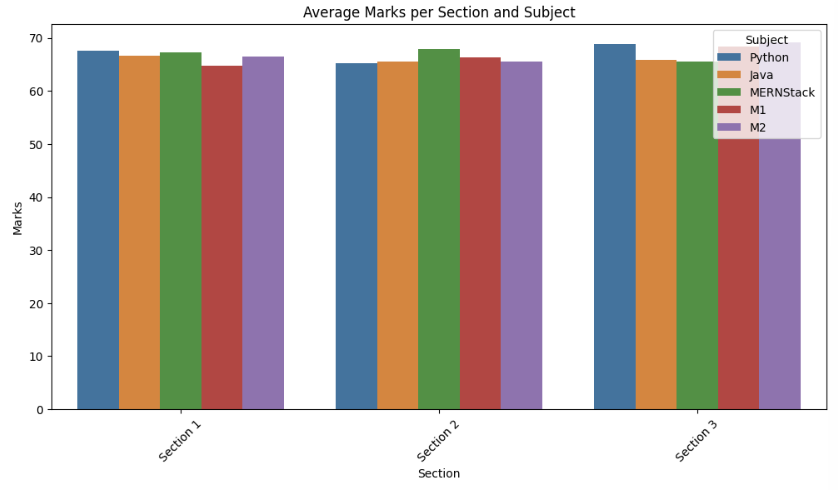 Average Marks per Section and Subject
Marks
70
60
50
40
30
20
10
0
Subject
Python
Java
MERNStack
M1
M2
Section 1
Section 2
Section 3
Section